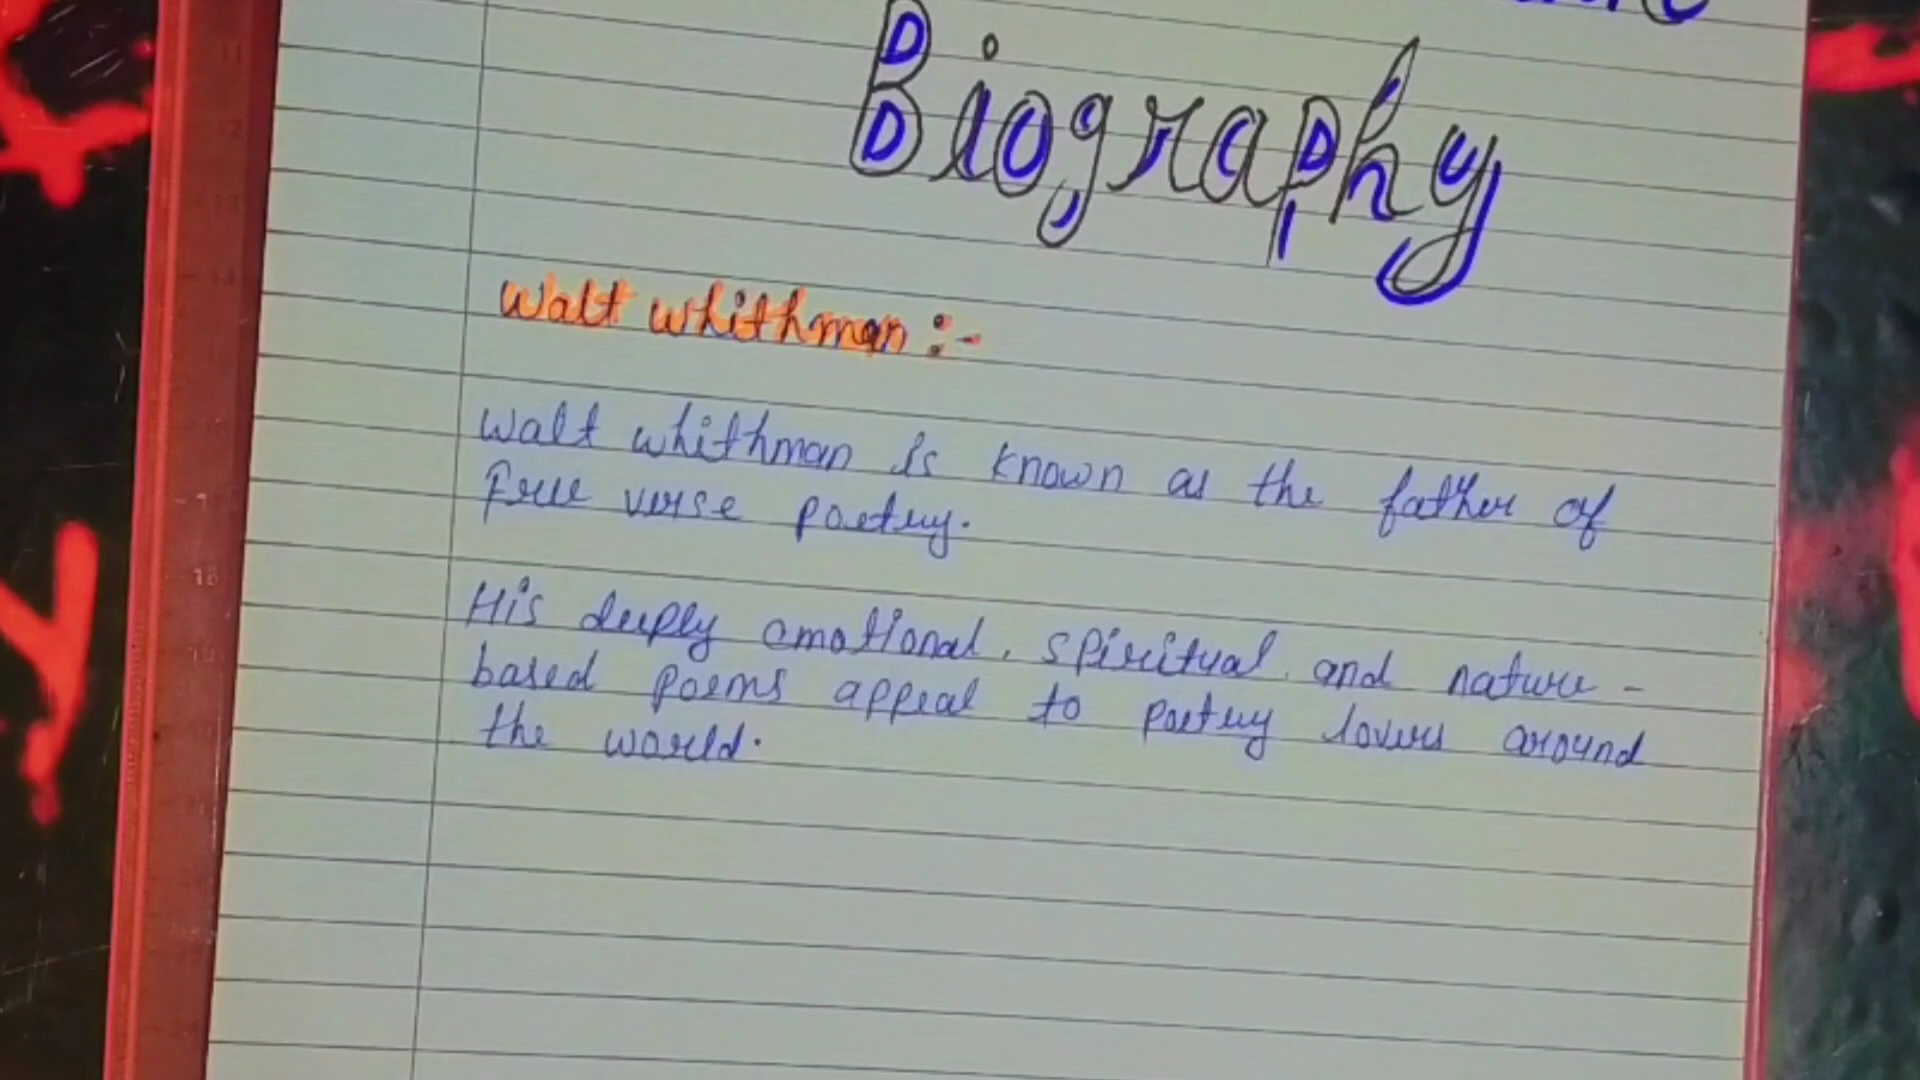 Biography
Walt whithman :-
Walt whithman is known as the father of
free verse poetry.
His deeply emotional, spiritual, and nature-
based poems appeal to poetry lovers around
the world.